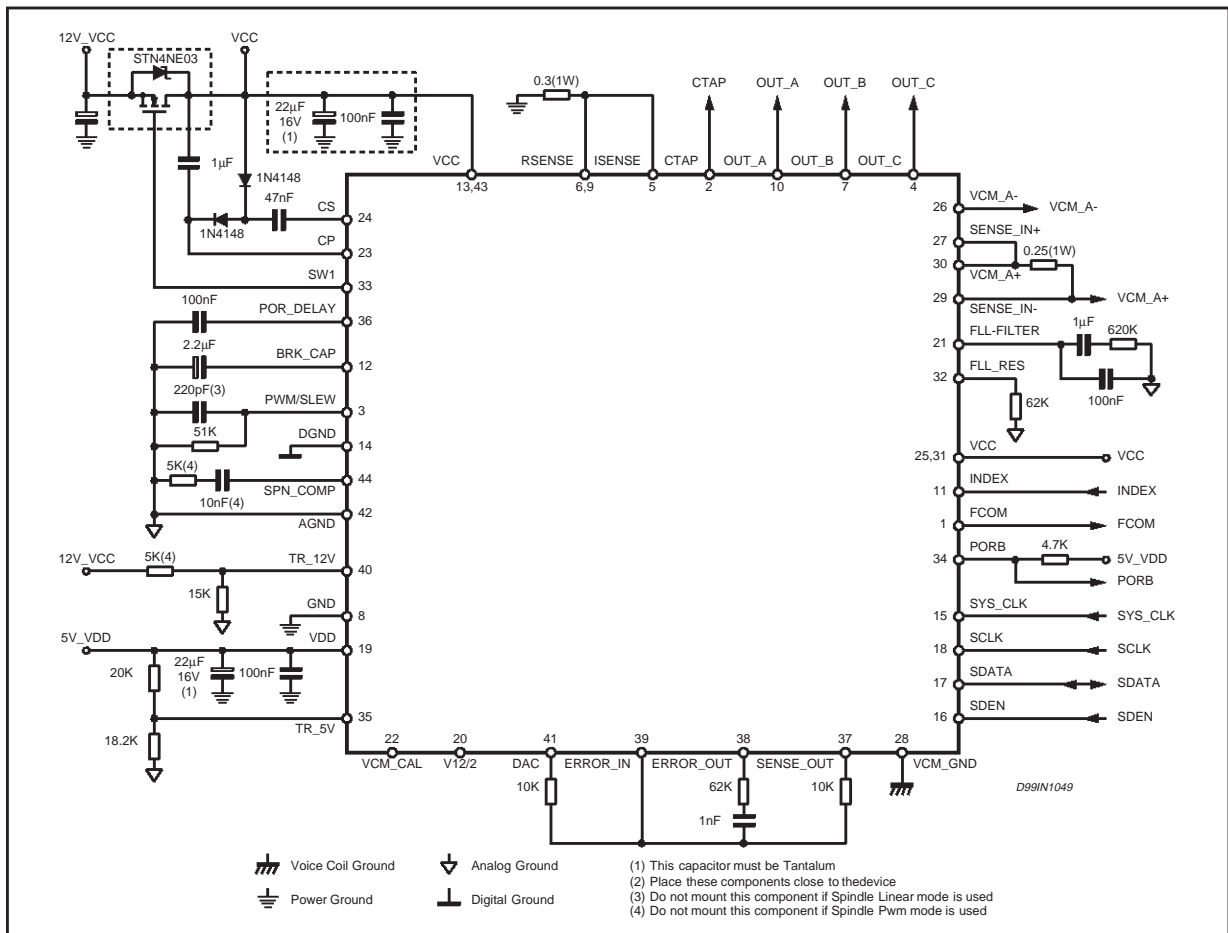 12V_VCC
VCC
STN4NE03
22µF
16V
(1)
100nF
0.3(1W)
CTAP
OUT_A
OUT_B
OUT_C
1µF
1N4148
47nF
1N4148
VCC
13,43
RSENSE
6,9
ISENSE
5
CTAP
2
OUT_A
10
OUT_B
7
OUT_C
4
CS
24
CP
23
SW1
33
100nF
POR_DELAY
36
2.2µF
BRK_CAP
12
220pF(3)
PWM/SLEW
3
51K
DGND
14
5K(4)
10nF(4)
SPN_COMP
44
AGND
42
12V_VCC
5K(4)
TR_12V
40
15K
GND
8
5V_VDD
VDD
19
20K
22µF
16V
(1)
100nF
TR_5V
35
18.2K
26
VCM_A-
VCM_A-
27
SENSE_IN+
30
VCM_A+
0.25(1W)
29
SENSE_IN-
VCM_A+
21
FLL-FILTER
1µF
620K
100nF
32
FLL_RES
62K
25,31
VCC
VCC
11
INDEX
INDEX
1
FCOM
FCOM
34
PORB
4.7K
5V_VDD
PORB
15
SYS_CLK
SYS_CLK
18
SCLK
SCLK
17
SDATA
SDATA
16
SDEN
SDEN
22
VCM_CAL
20
V12/2
41
DAC
39
ERROR_IN
38
ERROR_OUT
37
SENSE_OUT
28
VCM_GND
10K
62K
1nF
10K
D99IN1049
Voice Coil Ground
Analog Ground
Power Ground
Digital Ground
(1) This capacitor must be Tantalum
(2) Place these components close to thedevice
(3) Do not mount this component if Spindle Linear mode is used
(4) Do not mount this component if Spindle Pwm mode is used